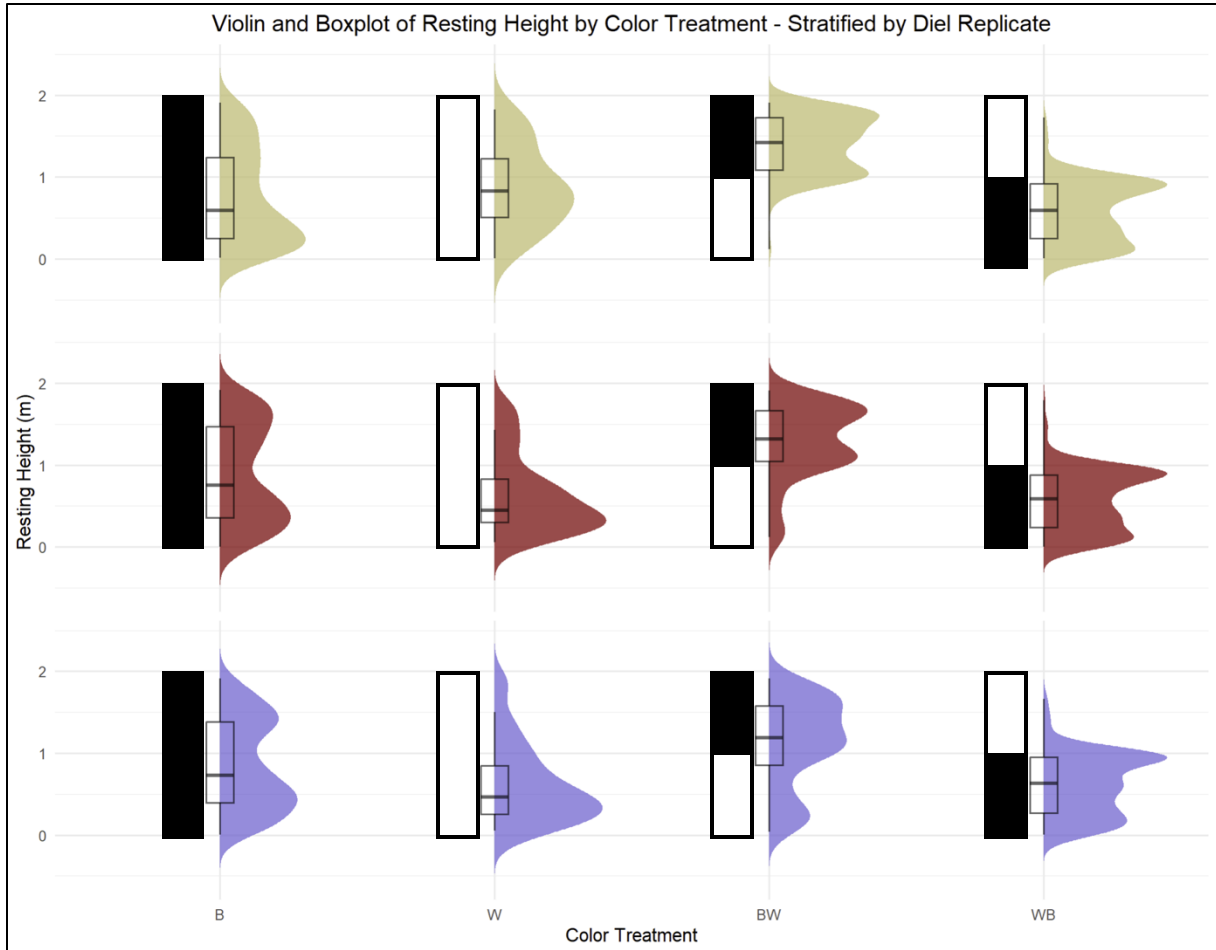 Violin and Boxplot of Resting Height by Color Treatment - Stratified by Diel Replicate
Resting Height (m)
2
1
0
2
1
0
2
1
0
B W BW WB
Color Treatment